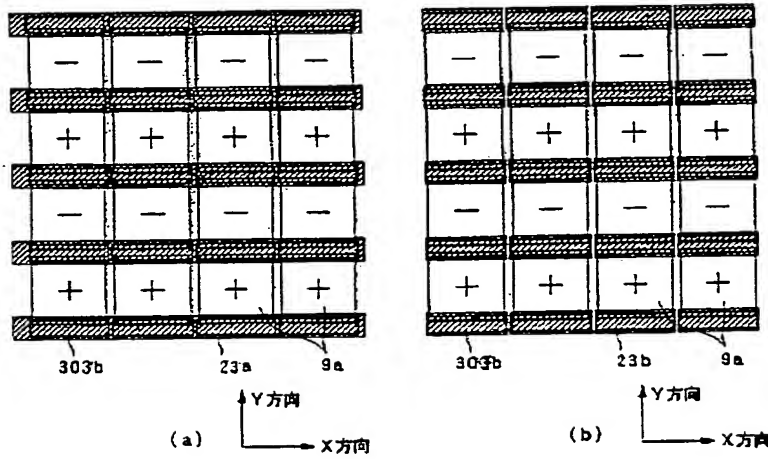 — — — — — — — —
+ + + + + + + +
— — — — — — — —
+ + + + + + + +
303b 23a 9a 303b 23b 9a
Y方向 Y方向
(a) X方向 (b) X方向